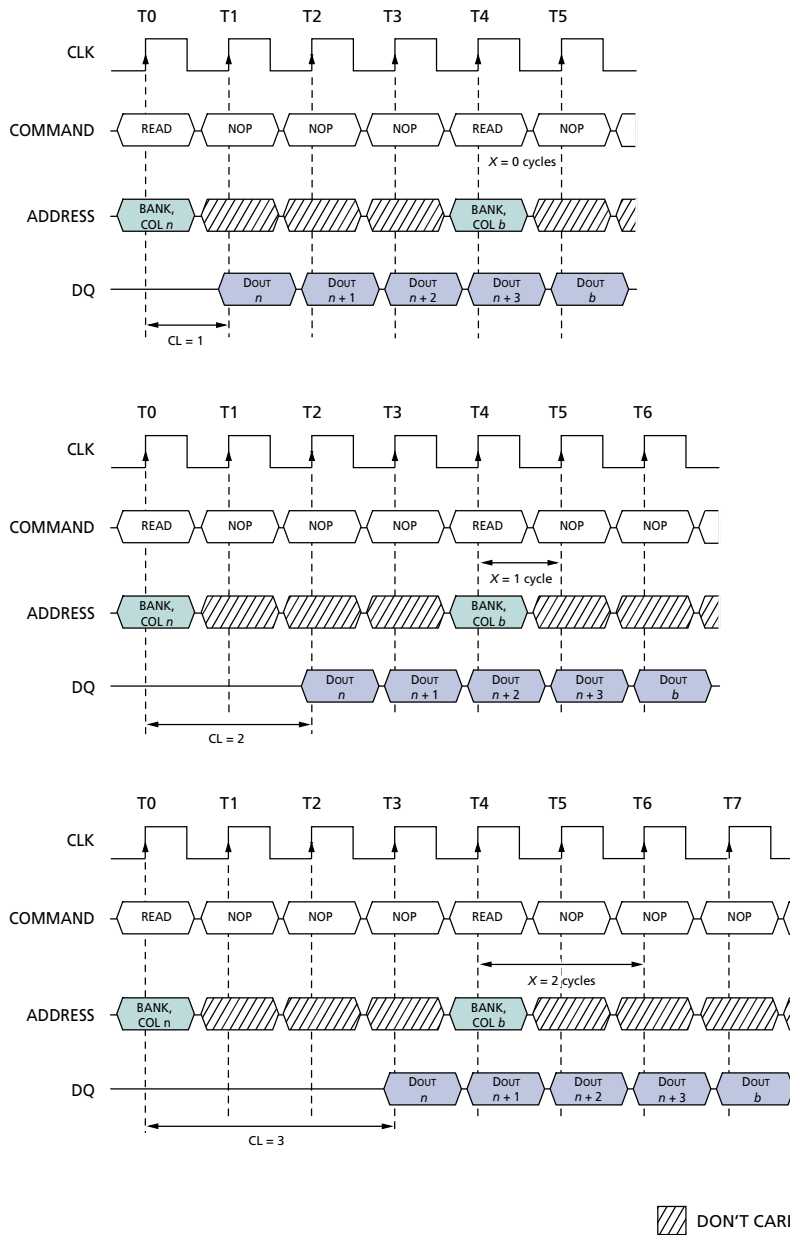 T0 T1 T2 T3 T4 T5
CLK
COMMAND READ NOP NOP NOP READ NOP
X = 0 cycles
ADDRESS BANK, COL n BANK, COL b
DQ DOUT n DOUT n + 1 DOUT n + 2 DOUT n + 3 DOUT b
CL = 1
T0 T1 T2 T3 T4 T5 T6
CLK
COMMAND READ NOP NOP NOP READ NOP NOP
X = 1 cycle
ADDRESS BANK, COL n BANK, COL b
DQ DOUT n DOUT n + 1 DOUT n + 2 DOUT n + 3 DOUT b
CL = 2
T0 T1 T2 T3 T4 T5 T6 T7
CLK
COMMAND READ NOP NOP NOP READ NOP NOP NOP
X = 2 cycles
ADDRESS BANK, COL n BANK, COL b
DQ DOUT n DOUT n + 1 DOUT n + 2 DOUT n + 3 DOUT b
CL = 3
DON'T CARE